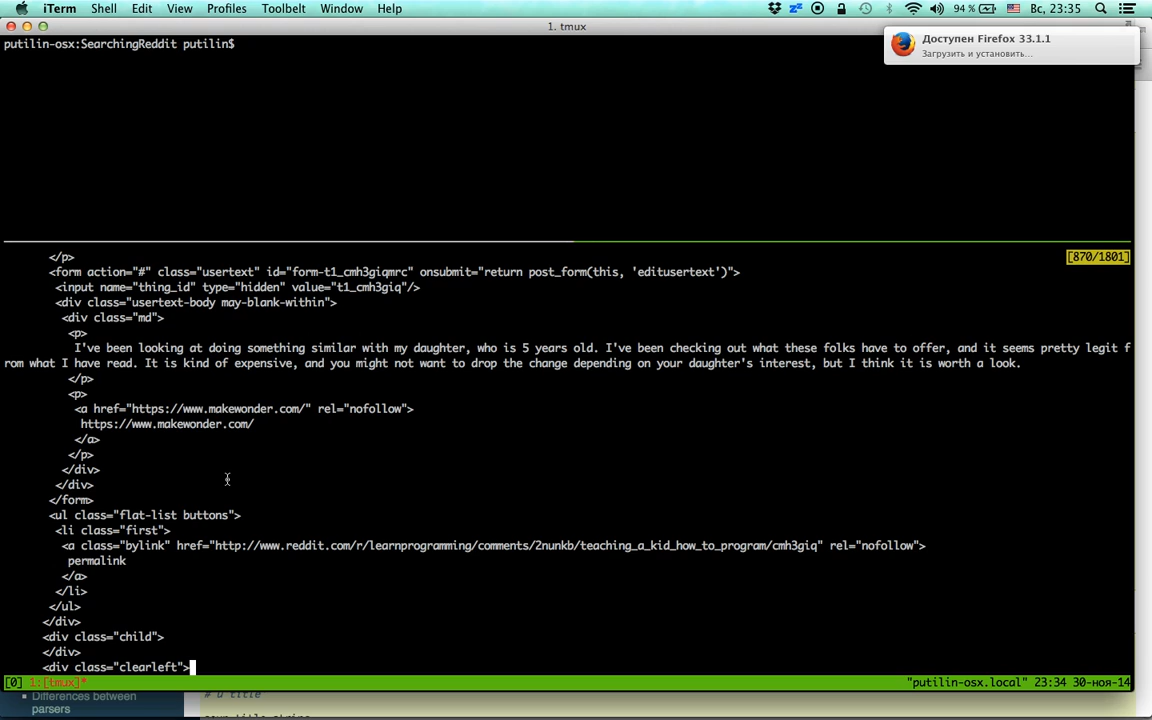 iTerm Shell Edit View Profiles Toolbelt Window Help 94 % Вс, 23:35
1. tmux
putilin-osx:SearchingReddit putilin$
Доступен Firefox 33.1.1
Загрузить и установить...
</p> [870/1801]
<form action="#" class="usertext" id="form-t1_cmh3giqmrc" onsubmit="return post_form(this, 'editusertext')">
<input name="thing_id" type="hidden" value="t1_cmh3giq"/>
<div class="usertext-body may-blank-within">
<div class="md">
<p>
I've been looking at doing something similar with my daughter, who is 5 years old. I've been checking out what these folks have to offer, and it seems pretty legit f
rom what I have read. It is kind of expensive, and you might not want to drop the change depending on your daughter's interest, but I think it is worth a look.
</p>
<p>
<a href="https://www.makewonder.com/" rel="nofollow">
https://www.makewonder.com/
</a>
</p>
</div>
</div>
</form>
<ul class="flat-list buttons">
<li class="first">
<a class="bylink" href="http://www.reddit.com/r/learnprogramming/comments/2nunkb/teaching_a_kid_how_to_program/cmh3giq" rel="nofollow">
permalink
</a>
</li>
</ul>
</div>
<div class="child">
</div>
<div class="clearleft">
[0] 1:[tmux]* "putilin-osx.local" 23:34 30-ноя-14
Differences between
parsers